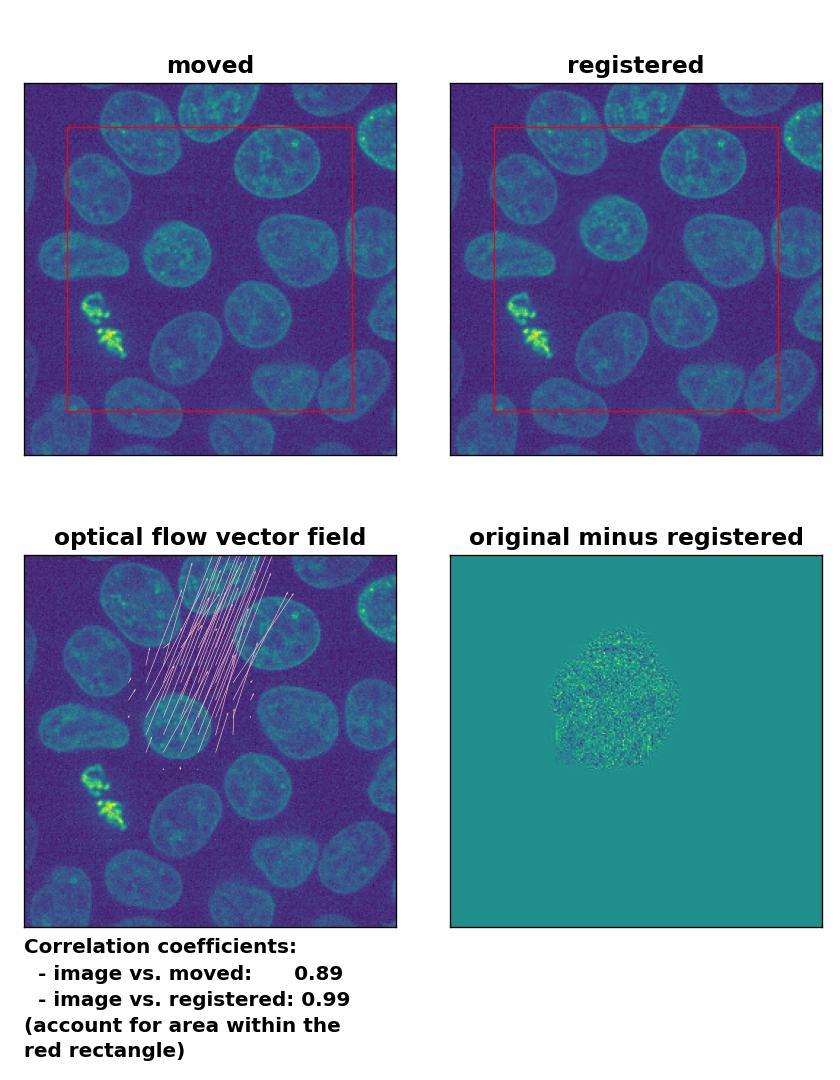 moved
registered
optical flow vector field
original minus registered
Correlation coefficients:
- image vs. moved: 0.89
- image vs. registered: 0.99
(account for area within the
red rectangle)